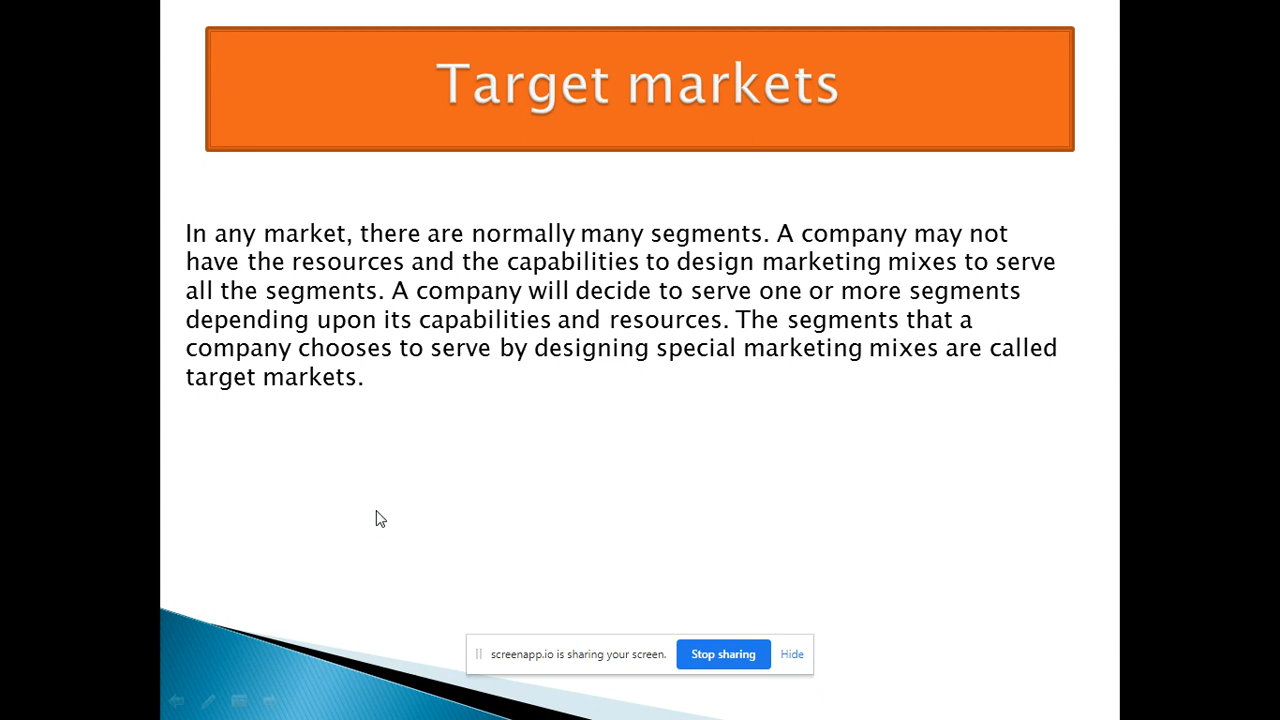 Target markets
In any market, there are normally many segments. A company may not
have the resources and the capabilities to design marketing mixes to serve
all the segments. A company will decide to serve one or more segments
depending upon its capabilities and resources. The segments that a
company chooses to serve by designing special marketing mixes are called
target markets.
screenapp.io is sharing your screen. Stop sharing Hide